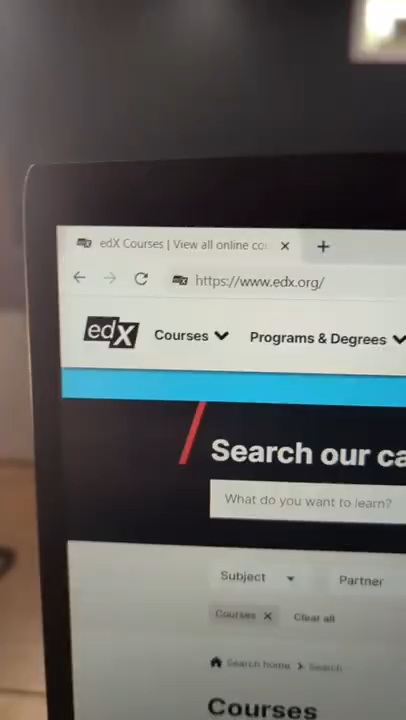 edX Courses | View all online co
https://www.edx.org/
edX Courses Programs & Degrees
Search our ca
What do you want to learn?
Subject Partner
Courses Clear all
Search home Search
Courses